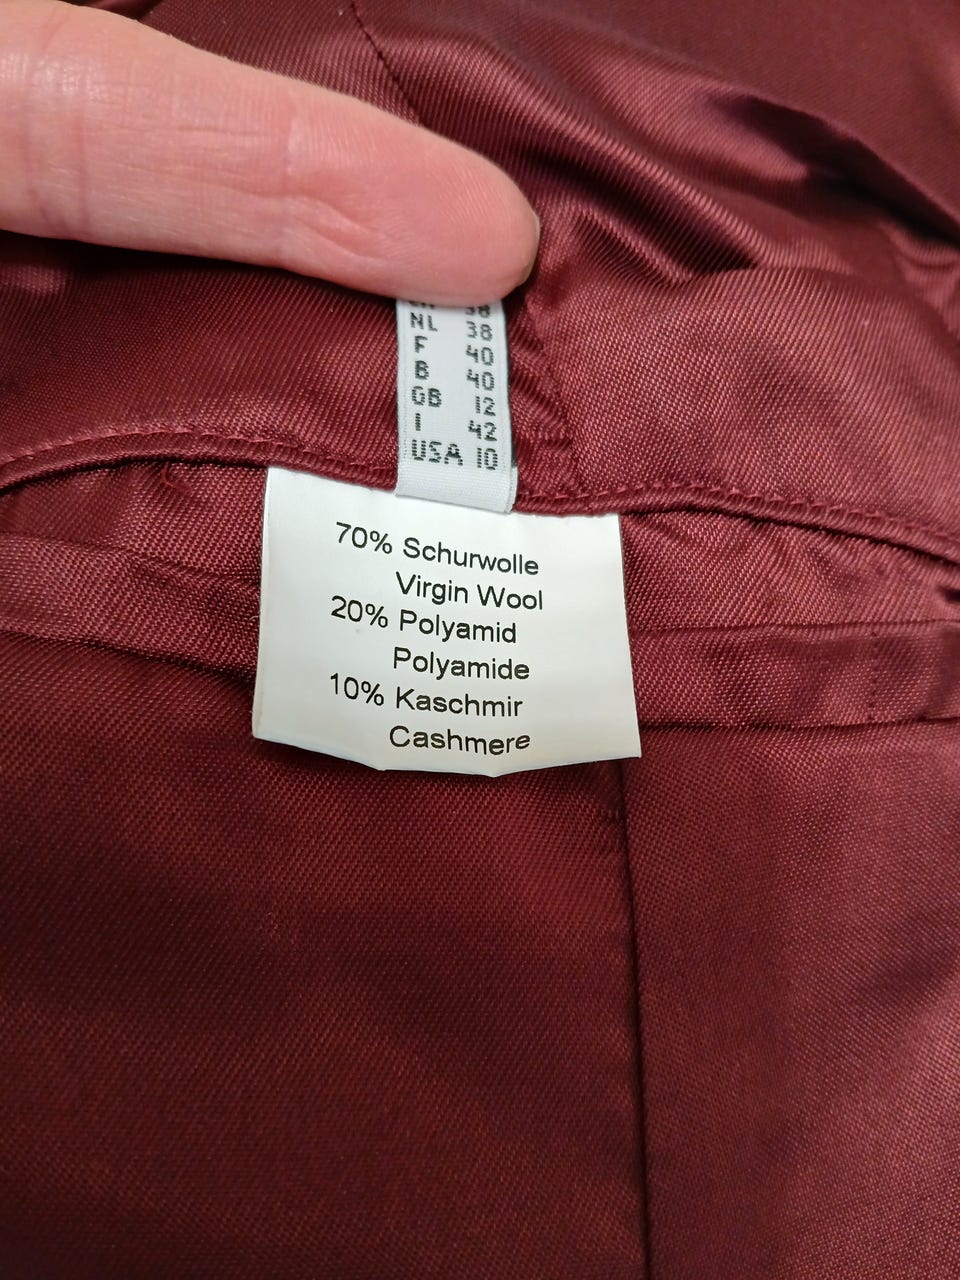 38
NL 38
F 40
B 40
GB 12
I 42
USA 10
70% Schurwolle
Virgin Wool
20% Polyamid
Polyamide
10% Kaschmir
Cashmere